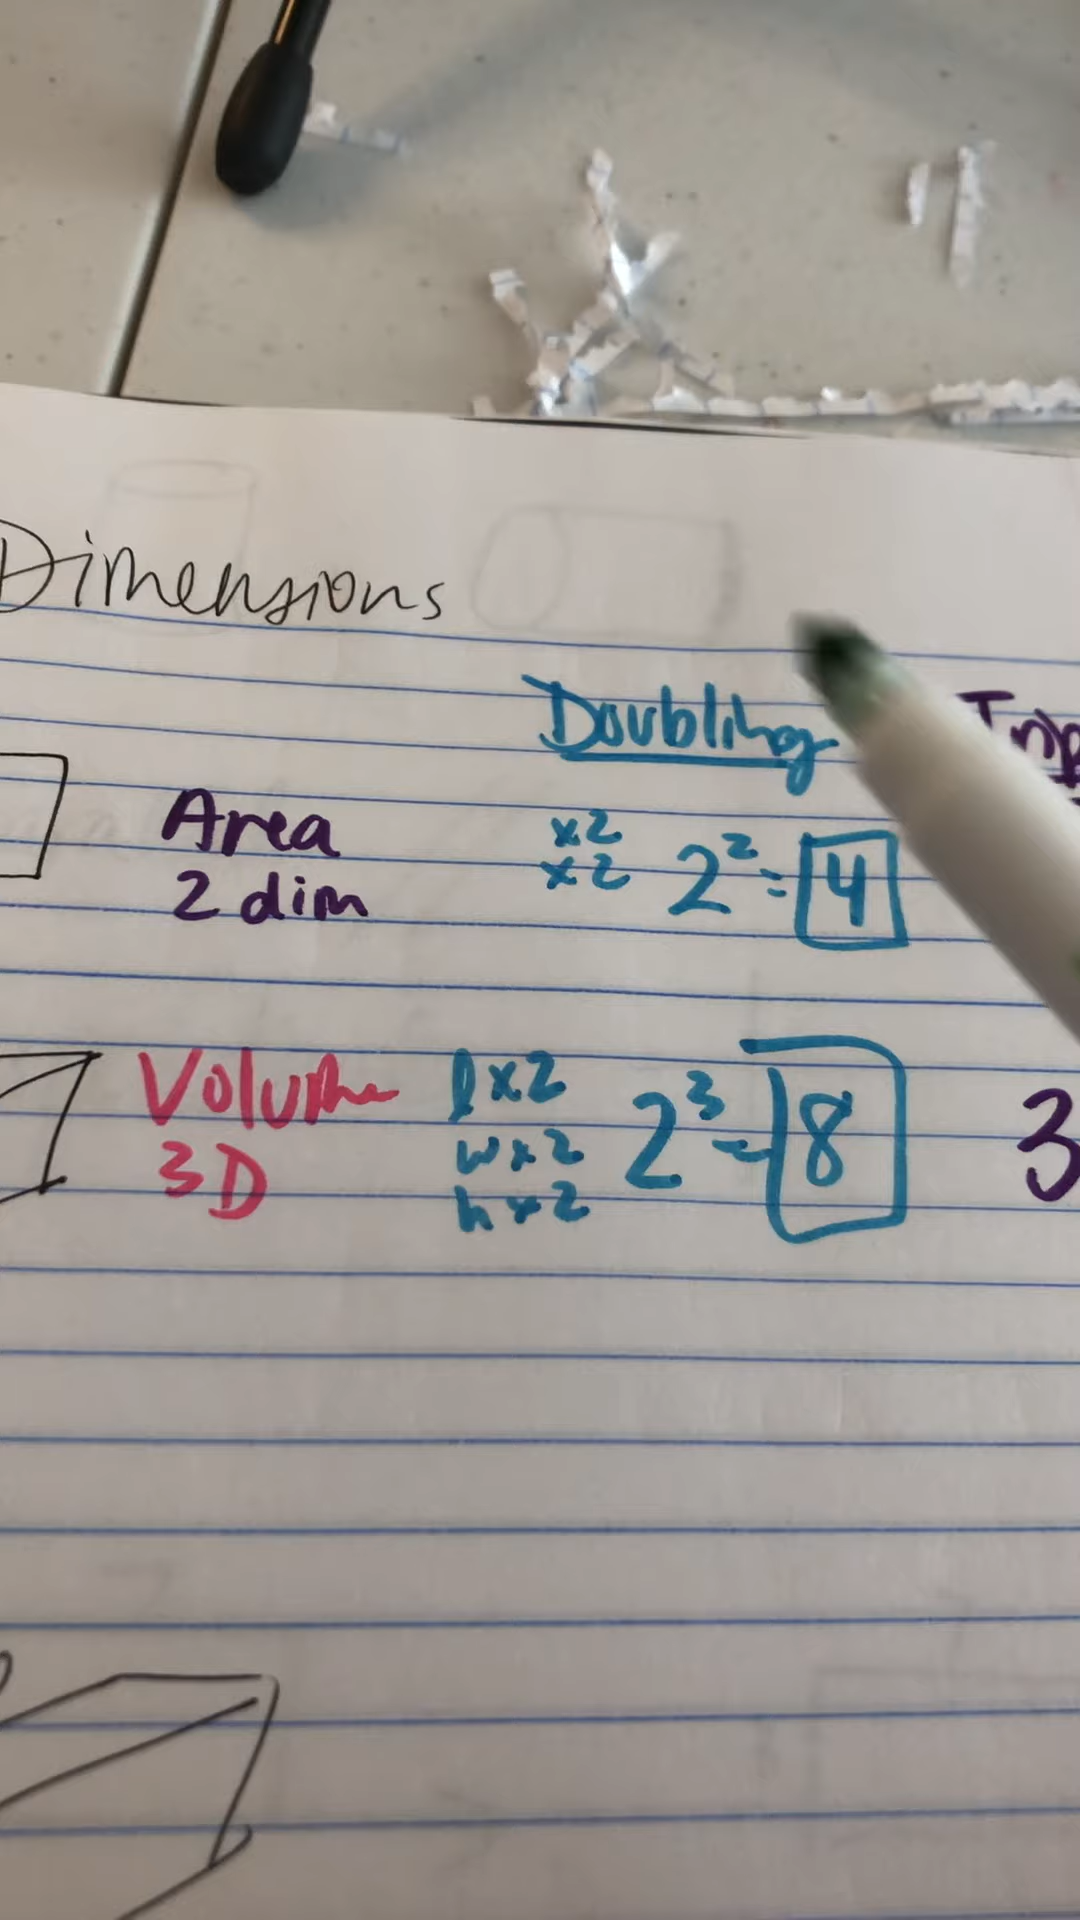 Dimensions
Doubling
Area
2 dim
x2
x2
2² = 4
Volume
3D
l x2
w x2
h x2
2³ = 8
3